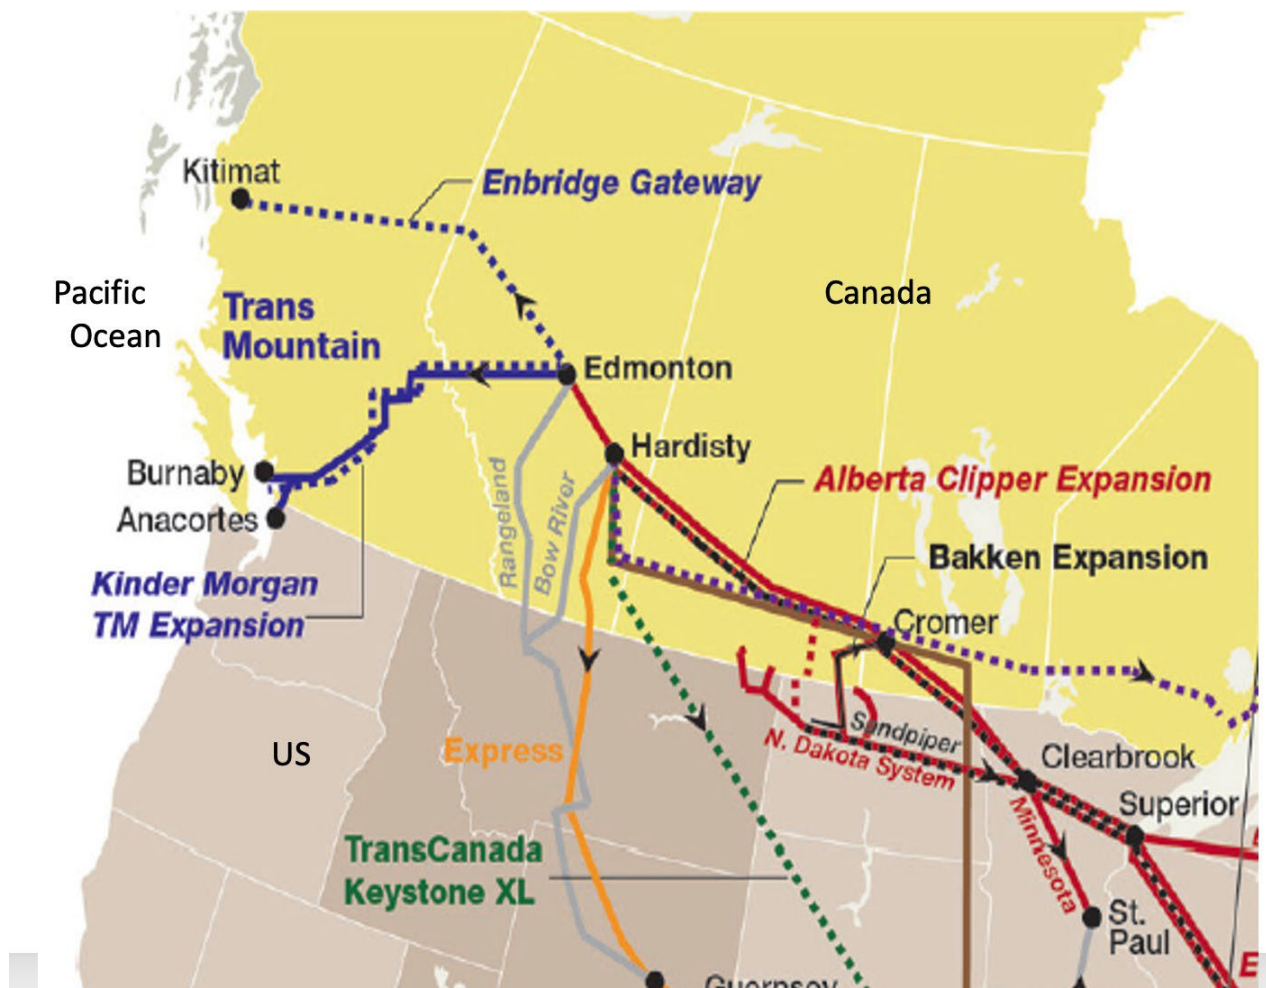 Kitimat
Enbridge Gateway
Pacific
Ocean
Canada
Trans
Mountain
Edmonton
Hardisty
Burnaby
Anacortes
Rangeland
Bow River
Alberta Clipper Expansion
Bakken Expansion
Kinder Morgan
TM Expansion
Cromer
US
Express
Sandpiper
N. Dakota System
Clearbrook
Superior
Minnesota
TransCanada
Keystone XL
St.
Paul
Guernsey
E